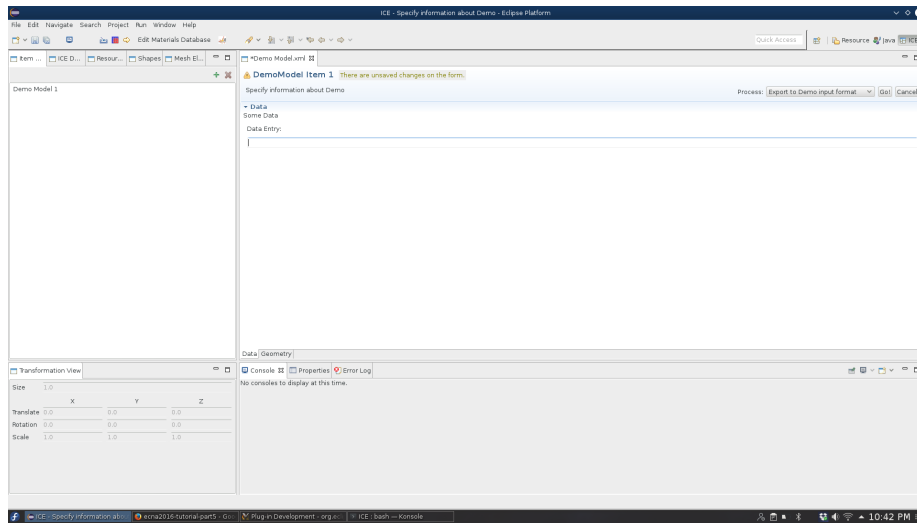 ICE - Specify information about Demo - Eclipse Platform
File Edit Navigate Search Project Run Window Help
Edit Materials Database
Quick Access
Resource Java ICE
Item ... ICE D... Resour... Shapes Mesh El...
*Demo Model.xml
Demo Model 1
DemoModel Item 1 There are unsaved changes on the form.
Specify information about Demo
Process: Export to Demo input format Go! Cancel
Data
Some Data
Data Entry:
Data Geometry
Transformation View
Size 1.0
X Y Z
Translate 0.0 0.0 0.0
Rotation 0.0 0.0 0.0
Scale 1.0 1.0 1.0
Console Properties Error Log
No consoles to display at this time.
ICE - Specify information abo... ecna2016-tutorial-part5 - Goo Plug-in Development - org.ecl ICE : bash — Konsole
10:42 PM